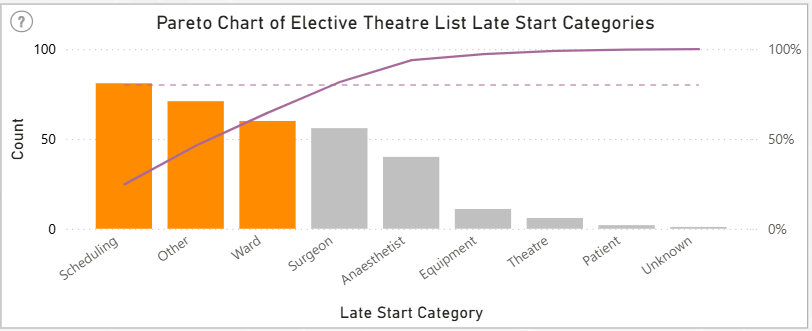 ?
Pareto Chart of Elective Theatre List Late Start Categories
100
100%
Count
50
50%
0
0%
Scheduling
Other
Ward
Surgeon
Anaesthetist
Equipment
Theatre
Patient
Unknown
Late Start Category